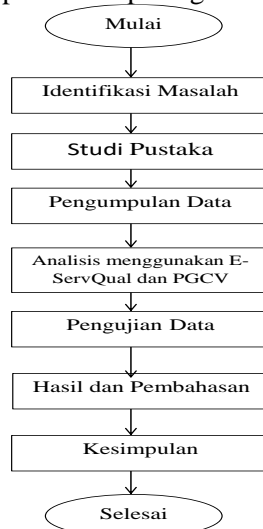 Mulai
Identifikasi Masalah
Studi Pustaka
Pengumpulan Data
Analisis menggunakan E-
ServQual dan PGCV
Pengujian Data
Hasil dan Pembahasan
Kesimpulan
Selesai